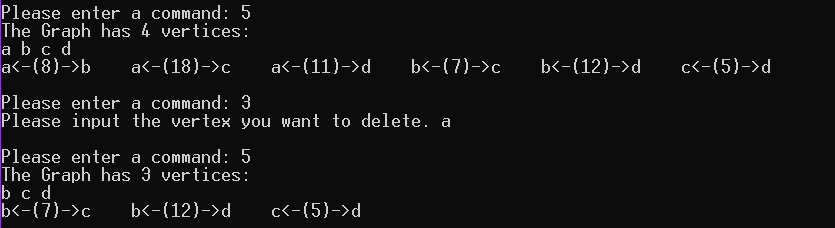 Please enter a command: 5
The Graph has 4 vertices:
a b c d
a<-(8)->b    a<-(18)->c    a<-(11)->d    b<-(7)->c    b<-(12)->d    c<-(5)->d
Please enter a command: 3
Please input the vertex you want to delete. a
Please enter a command: 5
The Graph has 3 vertices:
b c d
b<-(7)->c    b<-(12)->d    c<-(5)->d